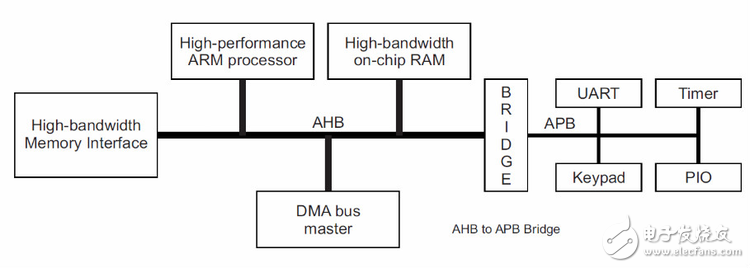 High-performance
ARM processor
High-bandwidth
on-chip RAM
High-bandwidth
Memory Interface
AHB
B
R
I
D
G
E
APB
UART
Timer
Keypad
PIO
DMA bus
master
AHB to APB Bridge
电子发烧友
www.elecfans.com